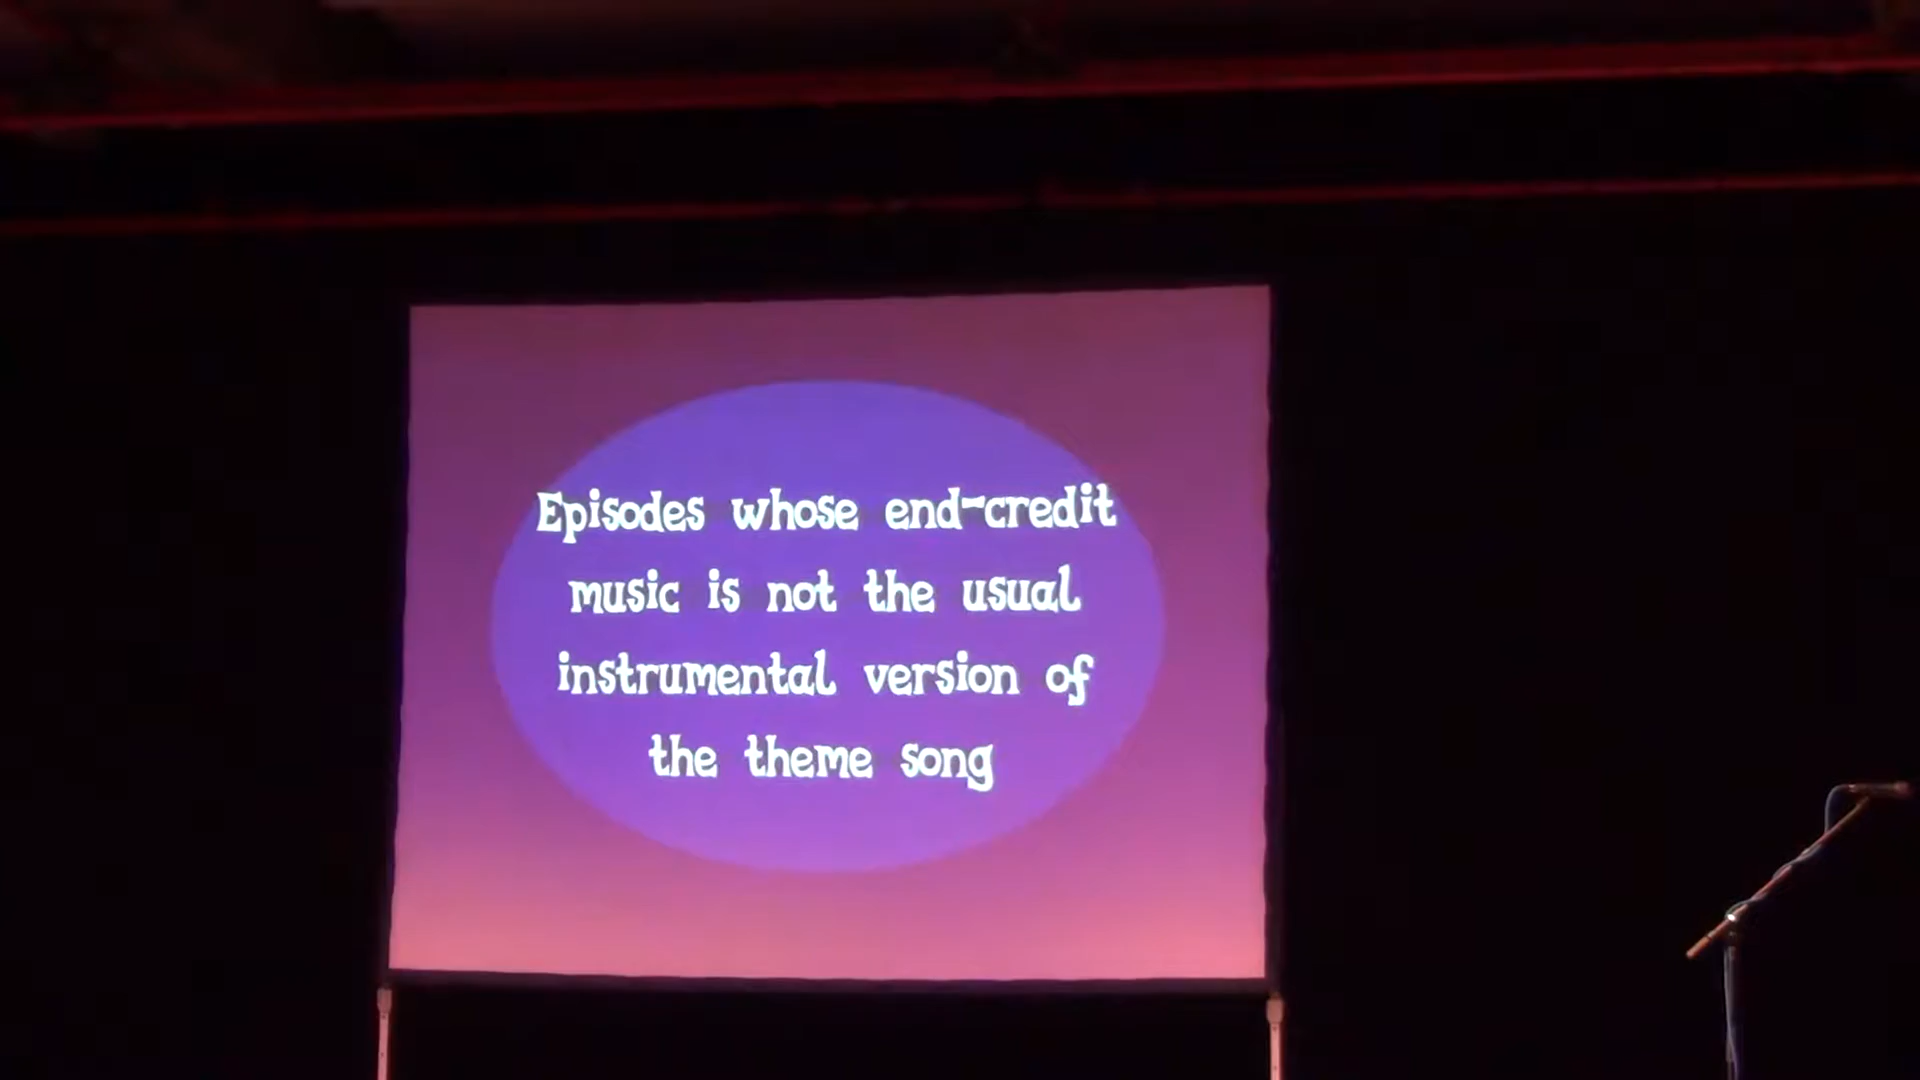 Episodes whose end-credit
music is not the usual
instrumental version of
the theme song